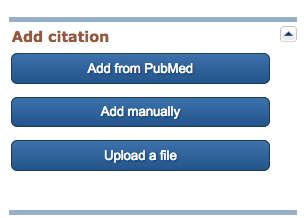 Add citation
Add from PubMed
Add manually
Upload a file